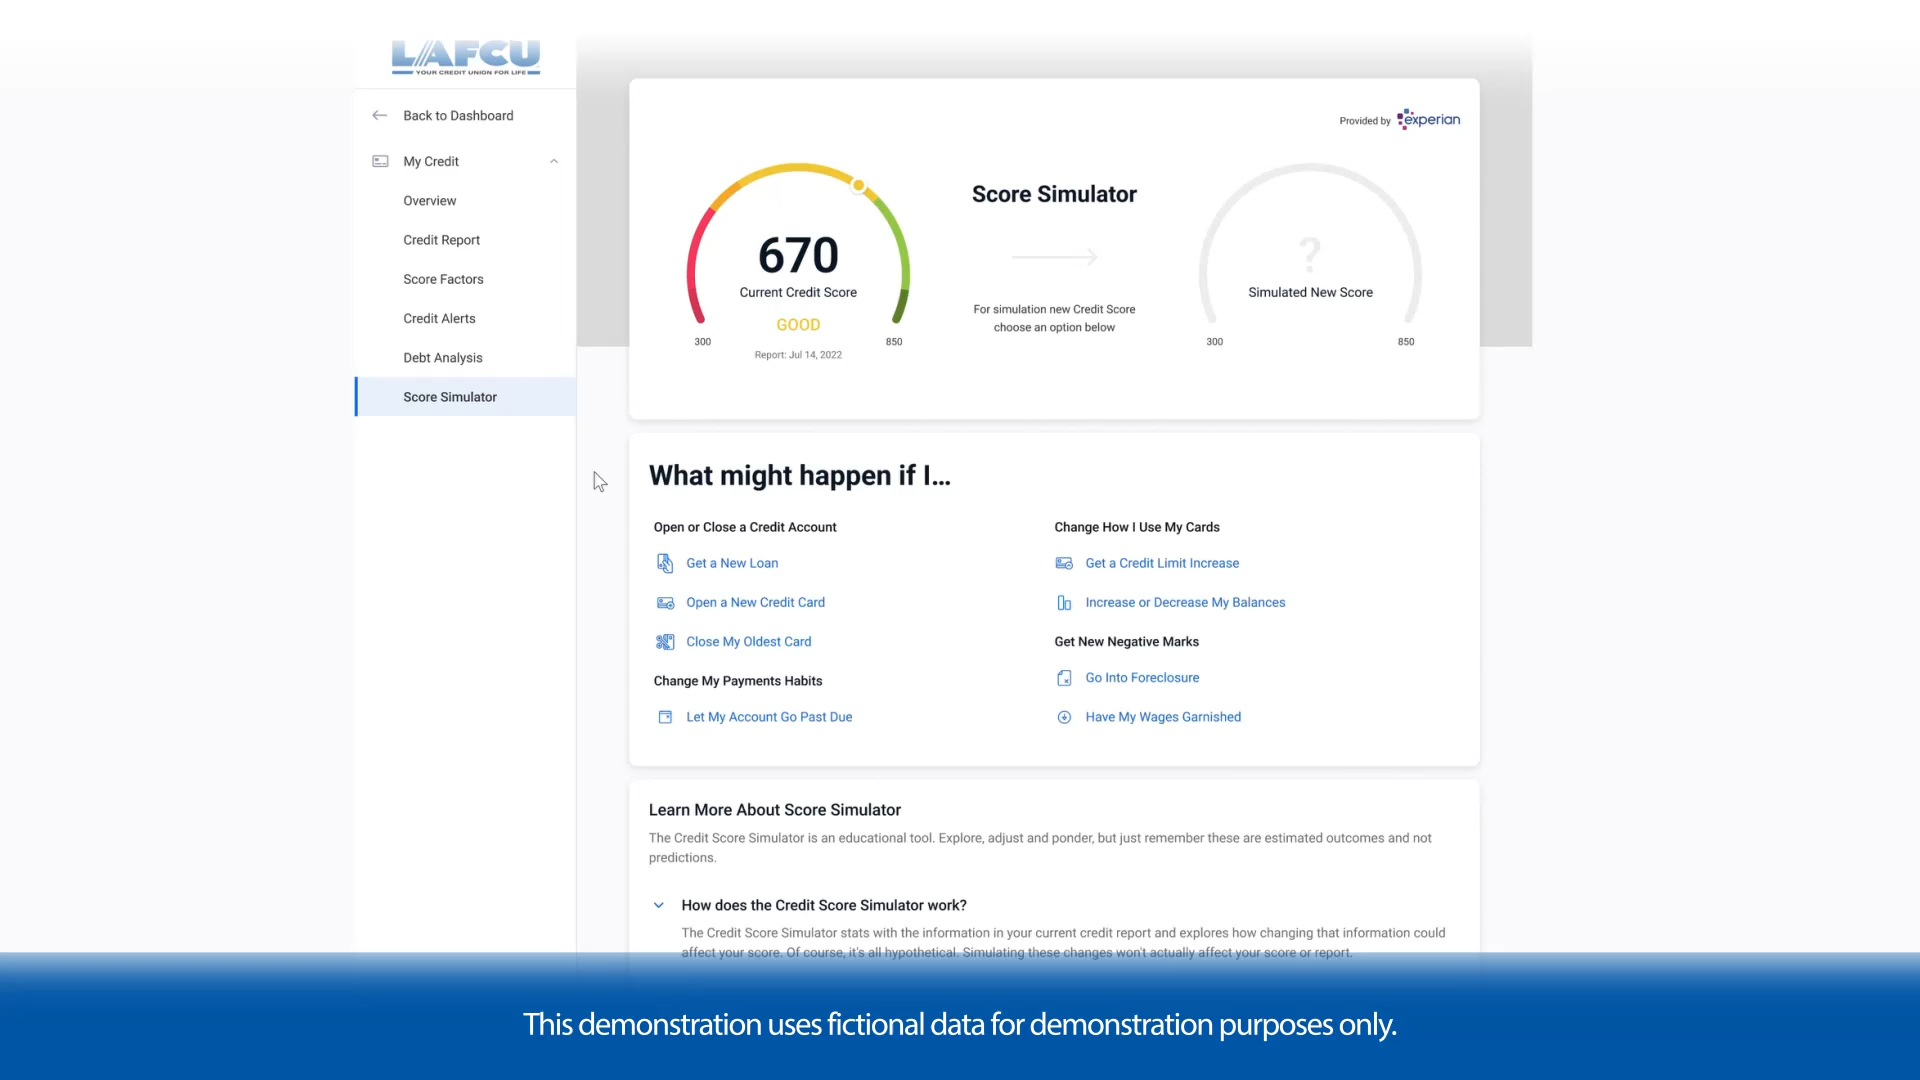 LAFCU
YOUR CREDIT UNION FOR LIFE
Back to Dashboard
My Credit
Overview
Credit Report
Score Factors
Credit Alerts
Debt Analysis
Score Simulator
Provided by experian
670
Current Credit Score
GOOD
300
850
Report: Jul 14, 2022
Score Simulator
For simulation new Credit Score
choose an option below
?
Simulated New Score
300
850
What might happen if I...
Open or Close a Credit Account
Get a New Loan
Open a New Credit Card
Close My Oldest Card
Change My Payments Habits
Let My Account Go Past Due
Change How I Use My Cards
Get a Credit Limit Increase
Increase or Decrease My Balances
Get New Negative Marks
Go Into Foreclosure
Have My Wages Garnished
Learn More About Score Simulator
The Credit Score Simulator is an educational tool. Explore, adjust and ponder, but just remember these are estimated outcomes and not
predictions.
How does the Credit Score Simulator work?
The Credit Score Simulator stats with the information in your current credit report and explores how changing that information could
affect your score. Of course, it's all hypothetical. Simulating these changes won't actually affect your score or report.
This demonstration uses fictional data for demonstration purposes only.